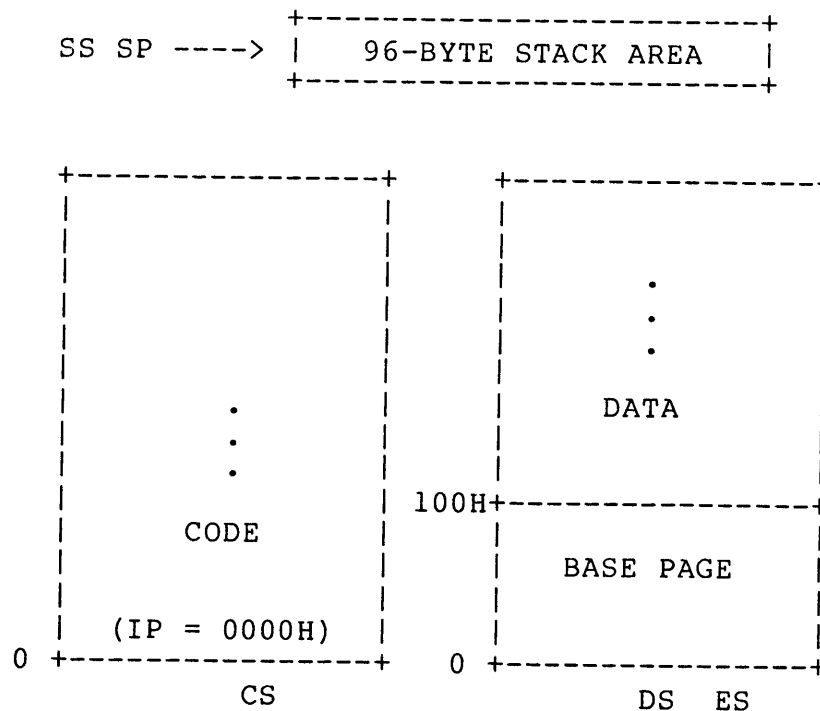 SS SP ----> 96-BYTE STACK AREA
CODE
(IP = 0000H)
0
CS
DATA
100H
BASE PAGE
0
DS ES